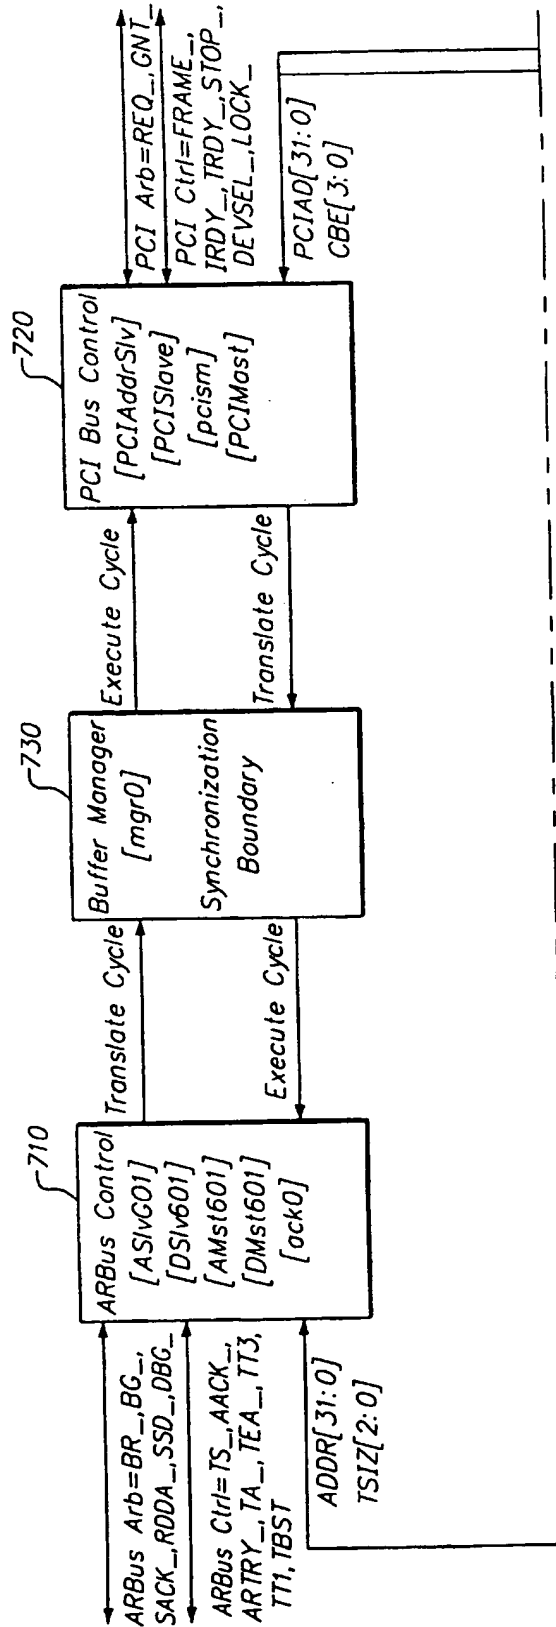 ARBus Arb=BR_,BG_,
SACK_,RDDA_,SSD_,DBG_
ARBus Ctrl=TS_,AACK_,
ARTRY_,TA_,TEA_,TT3,
TT1,TBST
ADDR[31:0]
TSIZ[2:0]
710
ARBus Control
[ASlvG01]
[DSlv601]
[AMst601]
[DMst601]
[ack0]
Translate Cycle
Execute Cycle
730
Buffer Manager
[mgr0]
Synchronization
Boundary
Execute Cycle
Translate Cycle
720
PCI Bus Control
[PCIAddrSlv]
[PCISlave]
[pcism]
[PCIMast]
PCI Arb=REQ_,GNT_
PCI Ctrl=FRAME_,
IRDY_,TRDY_,STOP_,
DEVSEL_,LOCK_
PCIAD[31:0]
CBE[3:0]